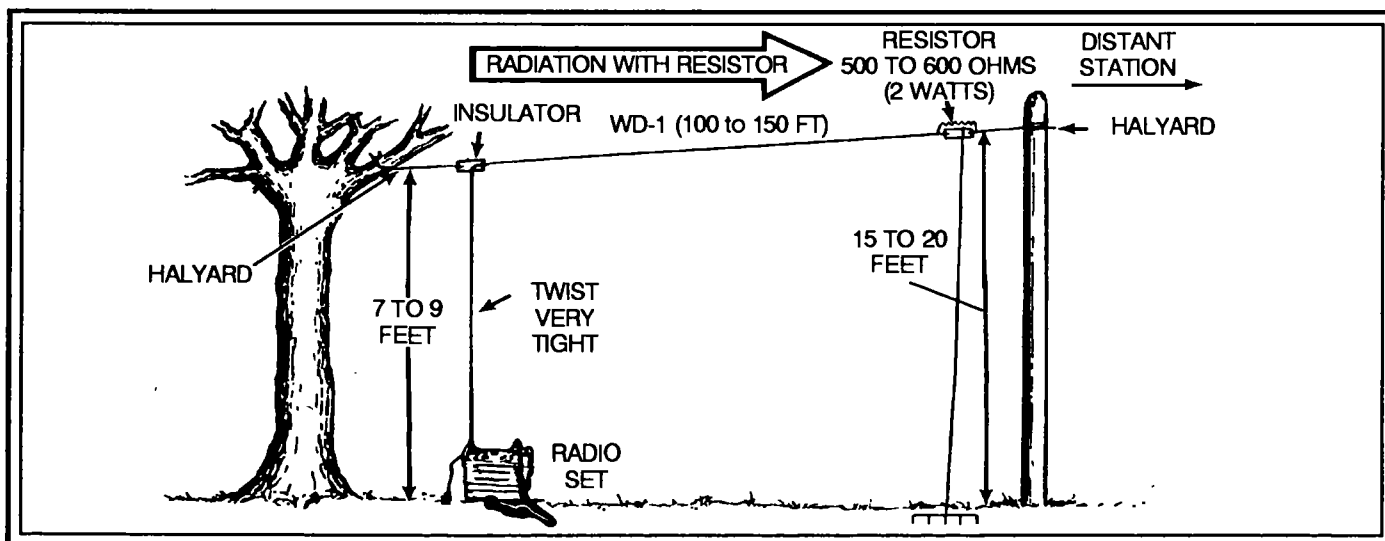 RADIATION WITH RESISTOR
RESISTOR
500 TO 600 OHMS
(2 WATTS)
DISTANT
STATION
INSULATOR
WD-1 (100 to 150 FT)
HALYARD
HALYARD
7 TO 9
FEET
TWIST
VERY
TIGHT
15 TO 20
FEET
RADIO
SET